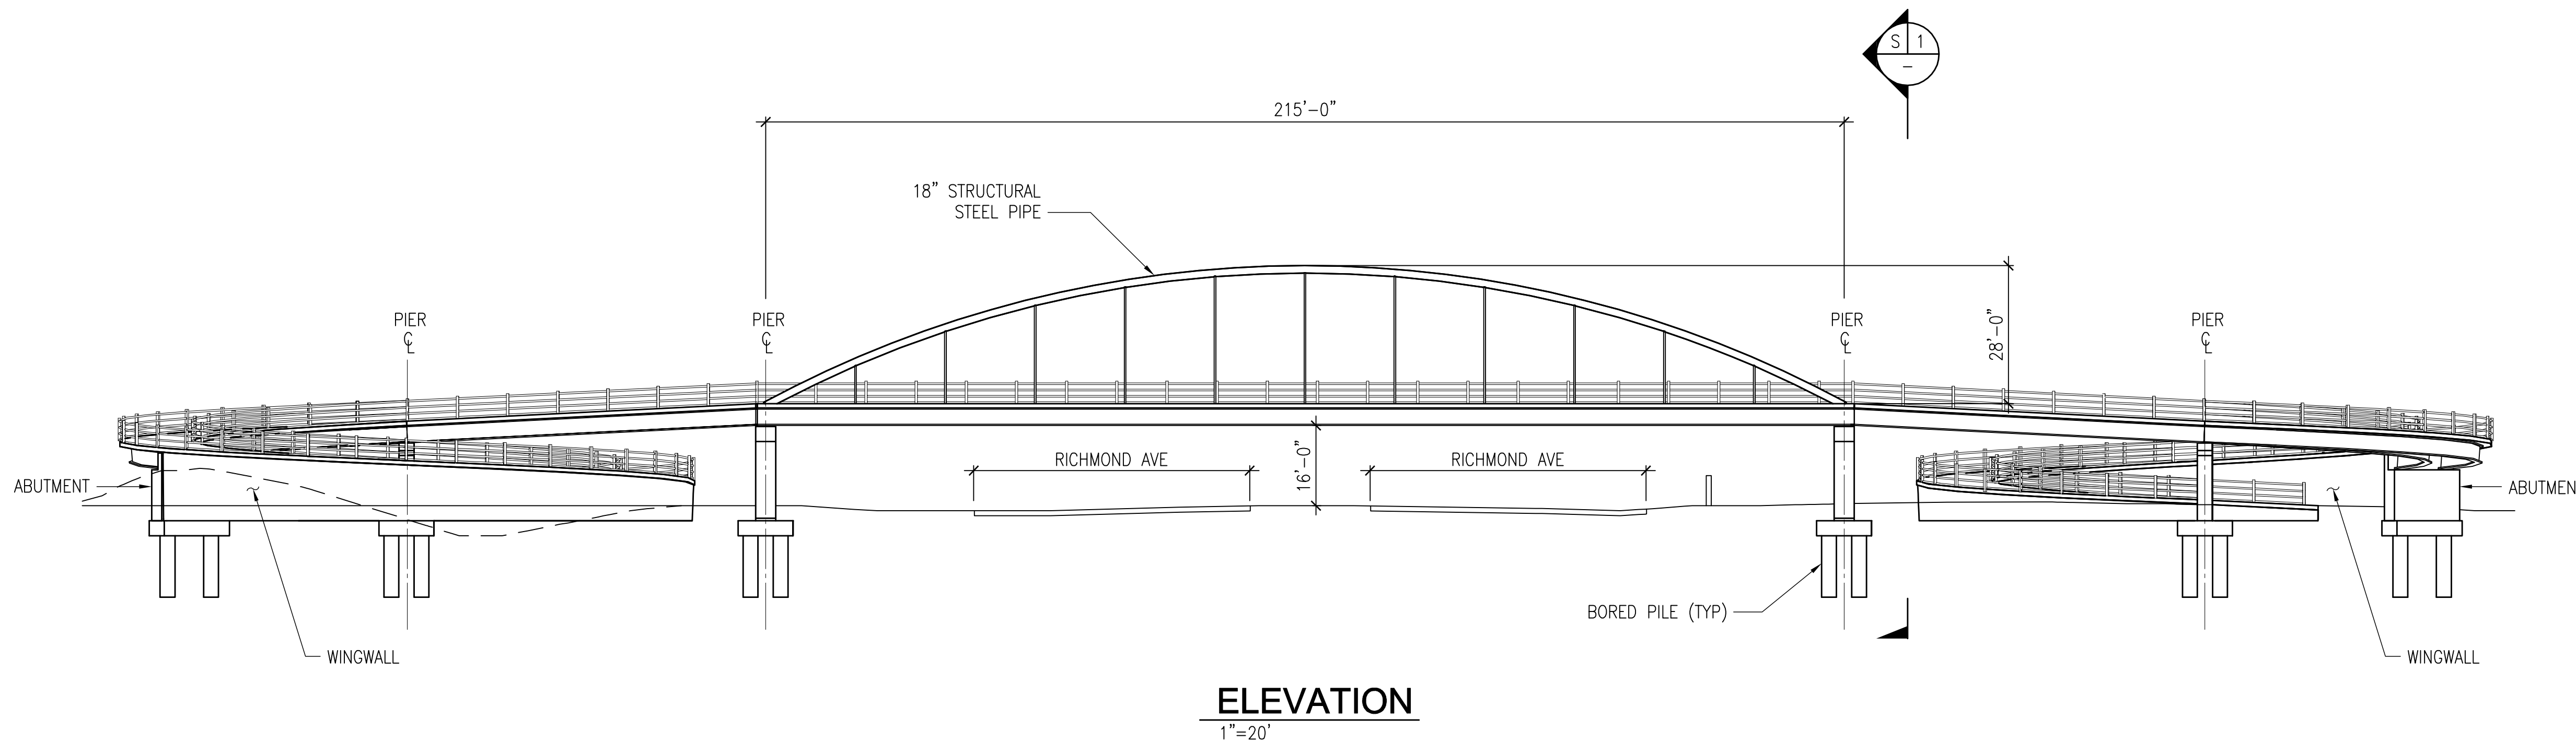 S 1
–
215'-0"
18" STRUCTURAL
STEEL PIPE
PIER
℄
PIER
℄
PIER
℄
PIER
℄
28'-0"
RICHMOND AVE
16'-0"
RICHMOND AVE
ABUTMENT
ABUTMEN
BORED PILE (TYP)
WINGWALL
WINGWALL
ELEVATION
1"=20'